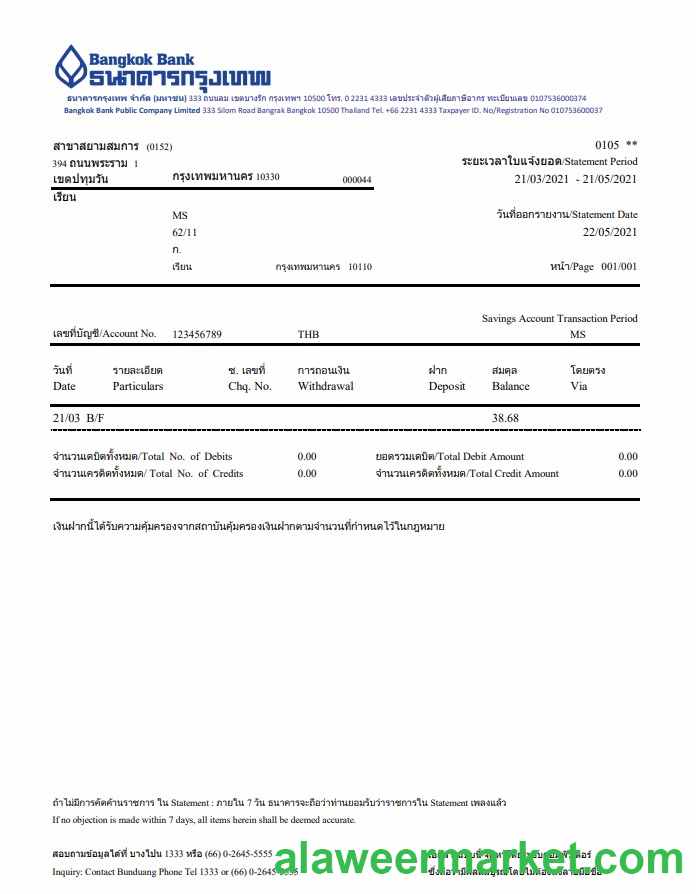 Bangkok Bank
ธนาคารกรุงเทพ
ธนาคารกรุงเทพ จำกัด (มหาชน) 333 ถนนลม เขตบางรัก กรุงเทพฯ 10500 โทร. 0 2231 4333 เลขประจำตัวผู้เสียภาษีอากร ทะเบียนเลข 0107536000374
Bangkok Bank Public Company Limited 333 Silom Road Bangrak Bangkok 10500 Thailand Tel. +66 2231 4333 Taxpayer ID. No/Registration No 010753600037
สาขาสยามสมการ (0152) 0105 **
394 ถนนพระราม 1 ระยะเวลาใบแจ้งยอด/Statement Period
เขตปทุมวัน กรุงเทพมหานคร 10330 000044 21/03/2021 - 21/05/2021
เรียน
MS วันที่ออกรายงาน/Statement Date
62/11 22/05/2021
ก.
เรียน กรุงเทพมหานคร 10110 หน้า/Page 001/001
Savings Account Transaction Period
เลขที่บัญชี/Account No. 123456789 THB MS
วันที่ รายละเอียด ช. เลขที่ การถอนเงิน ฝาก สมดุล โดยตรง
Date Particulars Chq. No. Withdrawal Deposit Balance Via
21/03 B/F 38.68
จำนวนเดบิตทั้งหมด/Total No. of Debits 0.00 ยอดรวมเดบิต/Total Debit Amount 0.00
จำนวนเครดิตทั้งหมด/ Total No. of Credits 0.00 จำนวนเครดิตทั้งหมด/Total Credit Amount 0.00
เงินฝากนี้ได้รับความคุ้มครองจากสถาบันคุ้มครองเงินฝากตามจำนวนที่กำหนดไว้ในกฎหมาย
ถ้าไม่มีการคัดค้านราชการ ใน Statement : ภายใน 7 วัน ธนาคารจะถือว่าท่านยอมรับว่าราชการใน Statement เพลงแล้ว
If no objection is made within 7 days, all items herein shall be deemed accurate.
สอบถามข้อมูลได้ที่ บางโปน 1333 หรือ (66) 0-2645-5555
Inquiry: Contact Bunduang Phone Tel 1333 or (66) 0-2645-5555
alaweermarket.com